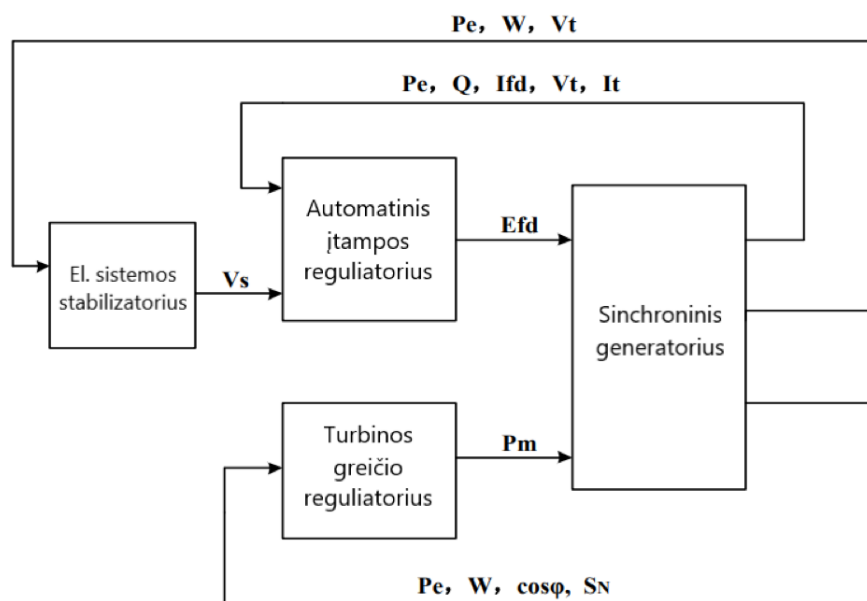 Pe, W, Vt
Pe, Q, Ifd, Vt, It
Automatinis
įtampos
reguliatorius
Efd
El. sistemos
stabilizatorius
Vs
Sinchroninis
generatorius
Turbinos
greičio
reguliatorius
Pm
Pe, W, cosφ, SN